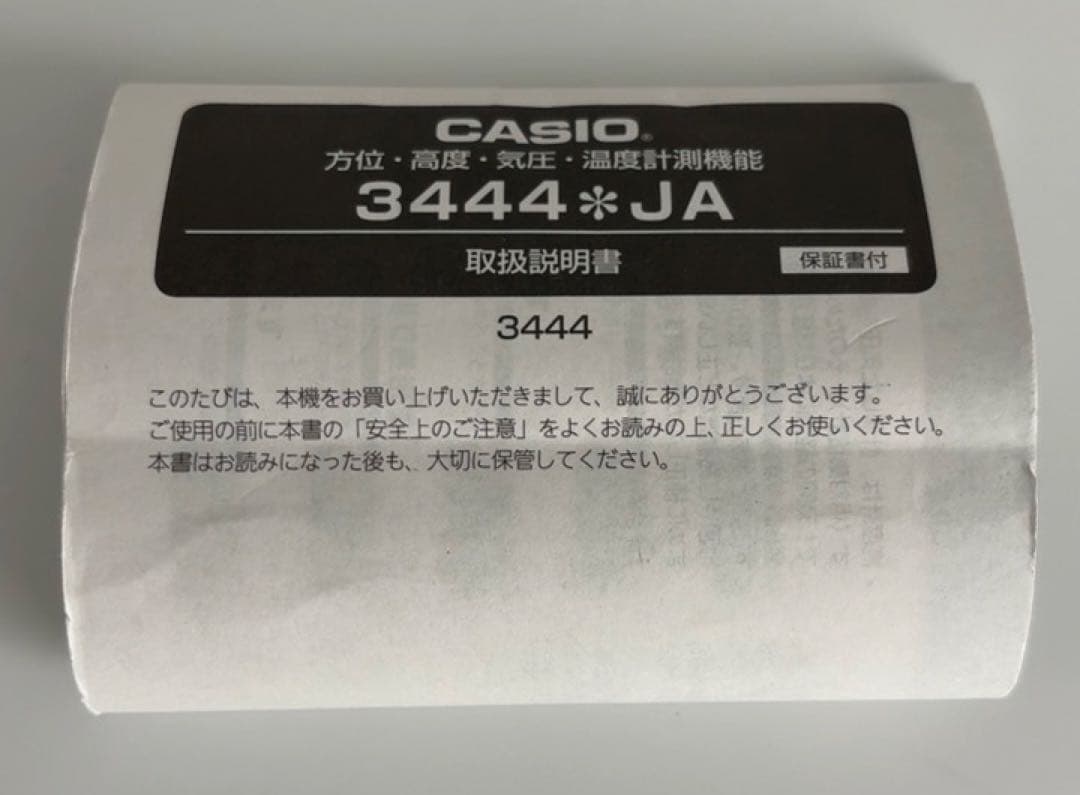 CASIO®
方位・高度・気圧・温度計測機能
3444✻JA
取扱説明書 保証書付
3444
このたびは、本機をお買い上げいただきまして、誠にありがとうございます。
ご使用の前に本書の「安全上のご注意」をよくお読みの上、正しくお使いください。
本書はお読みになった後も、大切に保管してください。